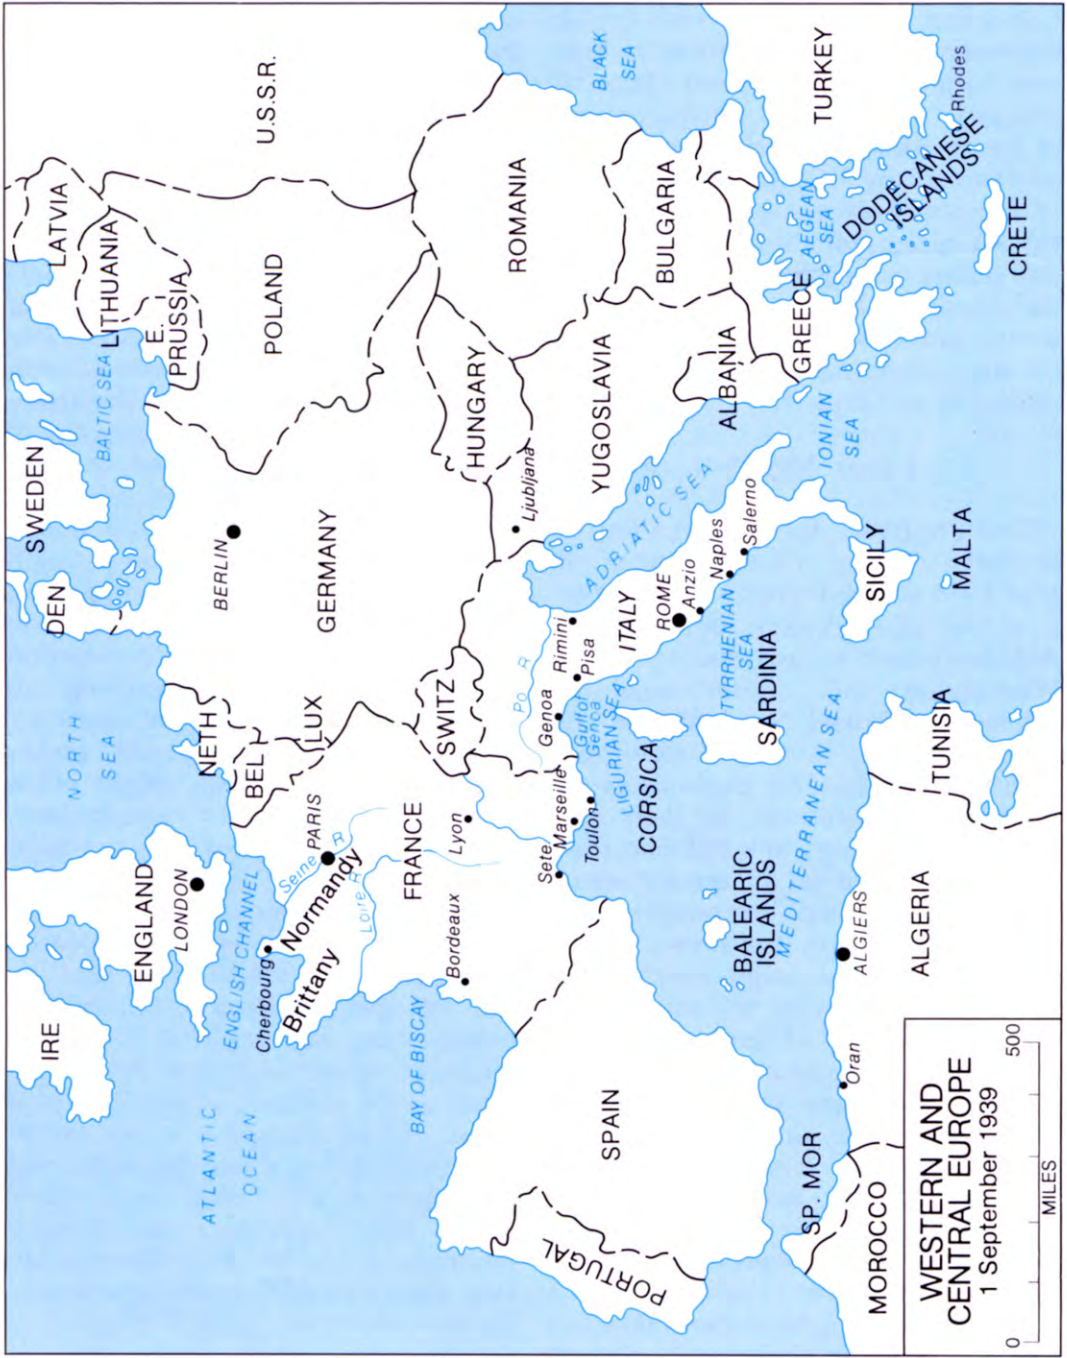 IRE
ENGLAND
LONDON
ENGLISH CHANNEL
ATLANTIC
OCEAN
NORTH
SEA
DEN
SWEDEN
BALTIC SEA
LATVIA
LITHUANIA
E.
PRUSSIA
U.S.S.R.
NETH
BEL
LUX
BERLIN
GERMANY
POLAND
Cherbourg
Normandy
Brittany
Seine R
PARIS
Loire R
FRANCE
BAY OF BISCAY
Bordeaux
Lyon
SWITZ
HUNGARY
ROMANIA
BLACK
SEA
Sete
Marseille
Toulon
Genoa
Gulf of
Genoa
Po R
Rimini
Pisa
LIGURIAN SEA
CORSICA
ITALY
ROME
Anzio
Naples
Salerno
Ljubljana
YUGOSLAVIA
ADRIATIC SEA
BULGARIA
ALBANIA
GREECE
AEGEAN
SEA
TURKEY
DODECANESE
ISLANDS
Rhodes
CRETE
IONIAN
SEA
TYRRHENIAN
SEA
SARDINIA
SICILY
MALTA
PORTUGAL
SPAIN
BALEARIC
ISLANDS
MEDITERRANEAN SEA
SP. MOR
MOROCCO
Oran
ALGIERS
ALGERIA
TUNISIA
WESTERN AND
CENTRAL EUROPE
1 September 1939
0 500
MILES